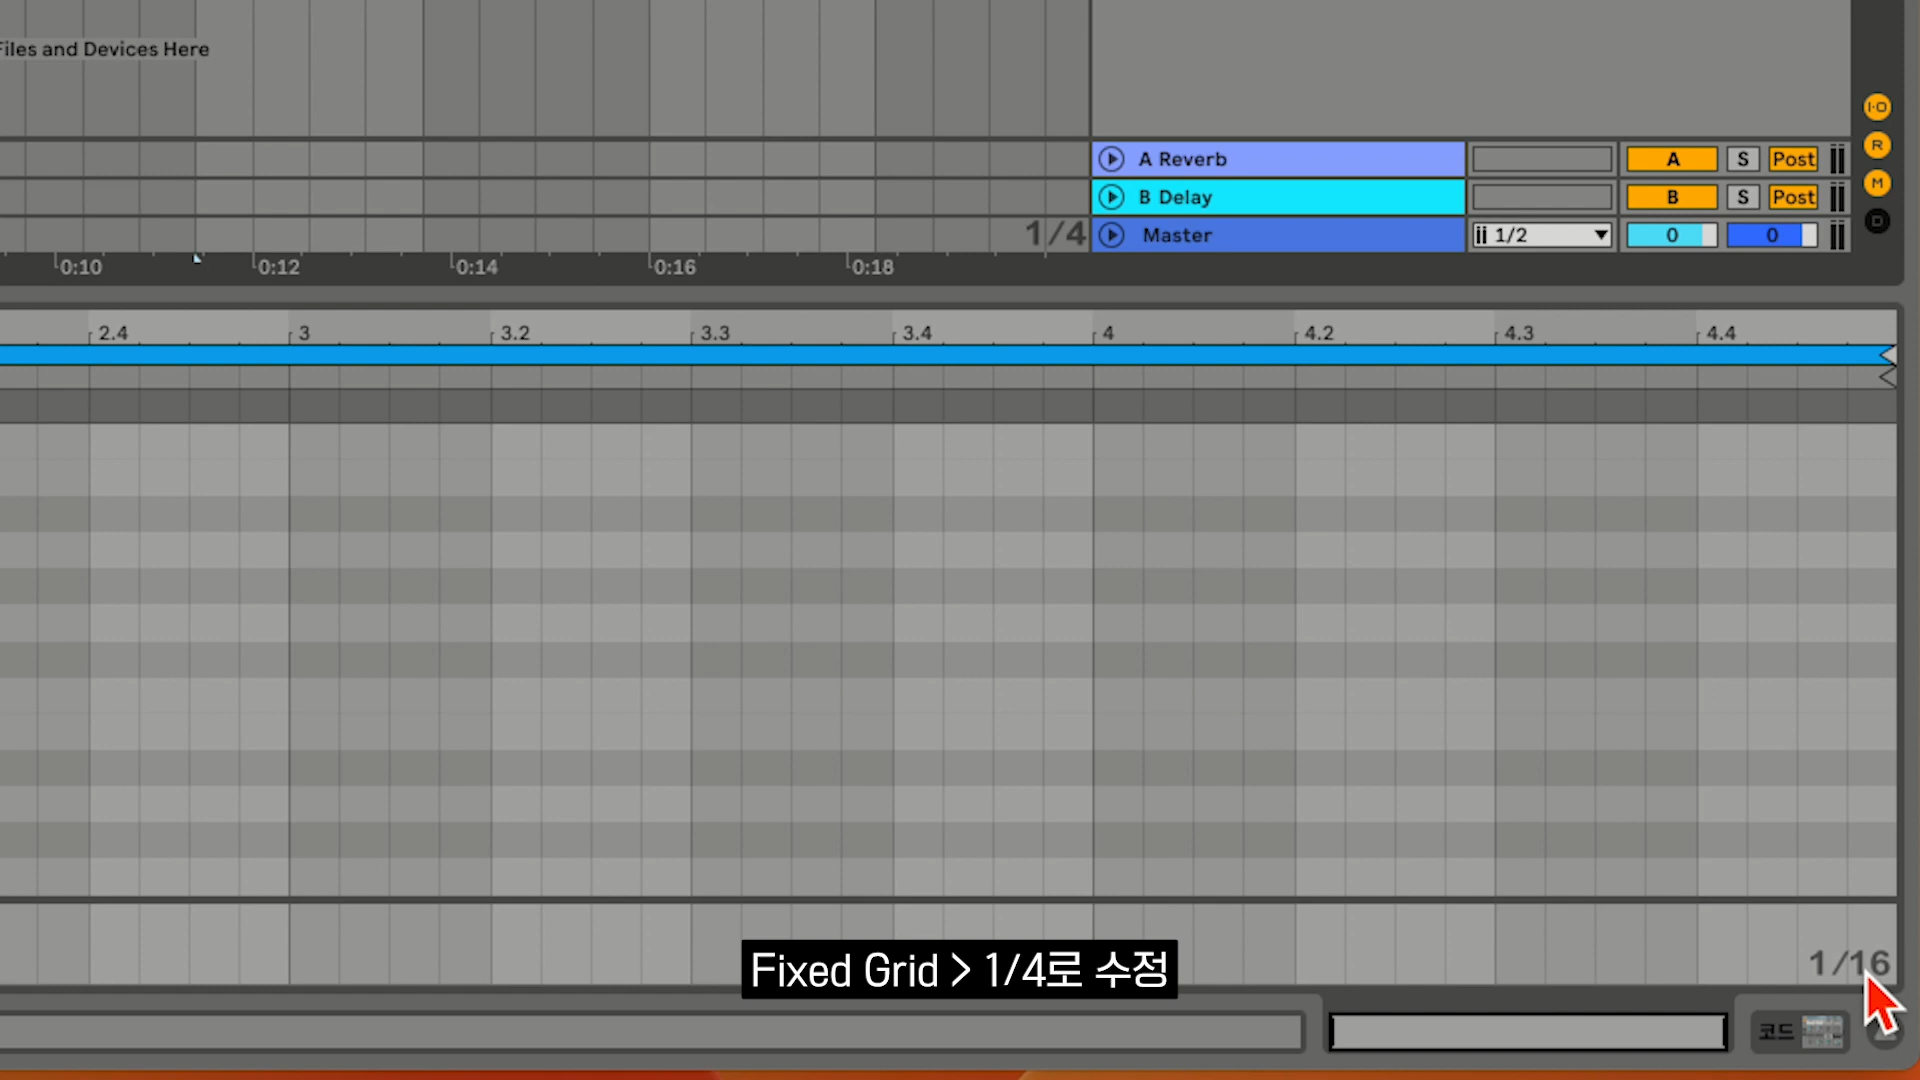 Files and Devices Here
A Reverb
A
S
Post
B Delay
B
S
Post
1/4
Master
1/2
0
0
I·O
R
M
D
0:10
0:12
0:14
0:16
0:18
2.4
3
3.2
3.3
3.4
4
4.2
4.3
4.4
1/16
Fixed Grid > 1/4로 수정
코드